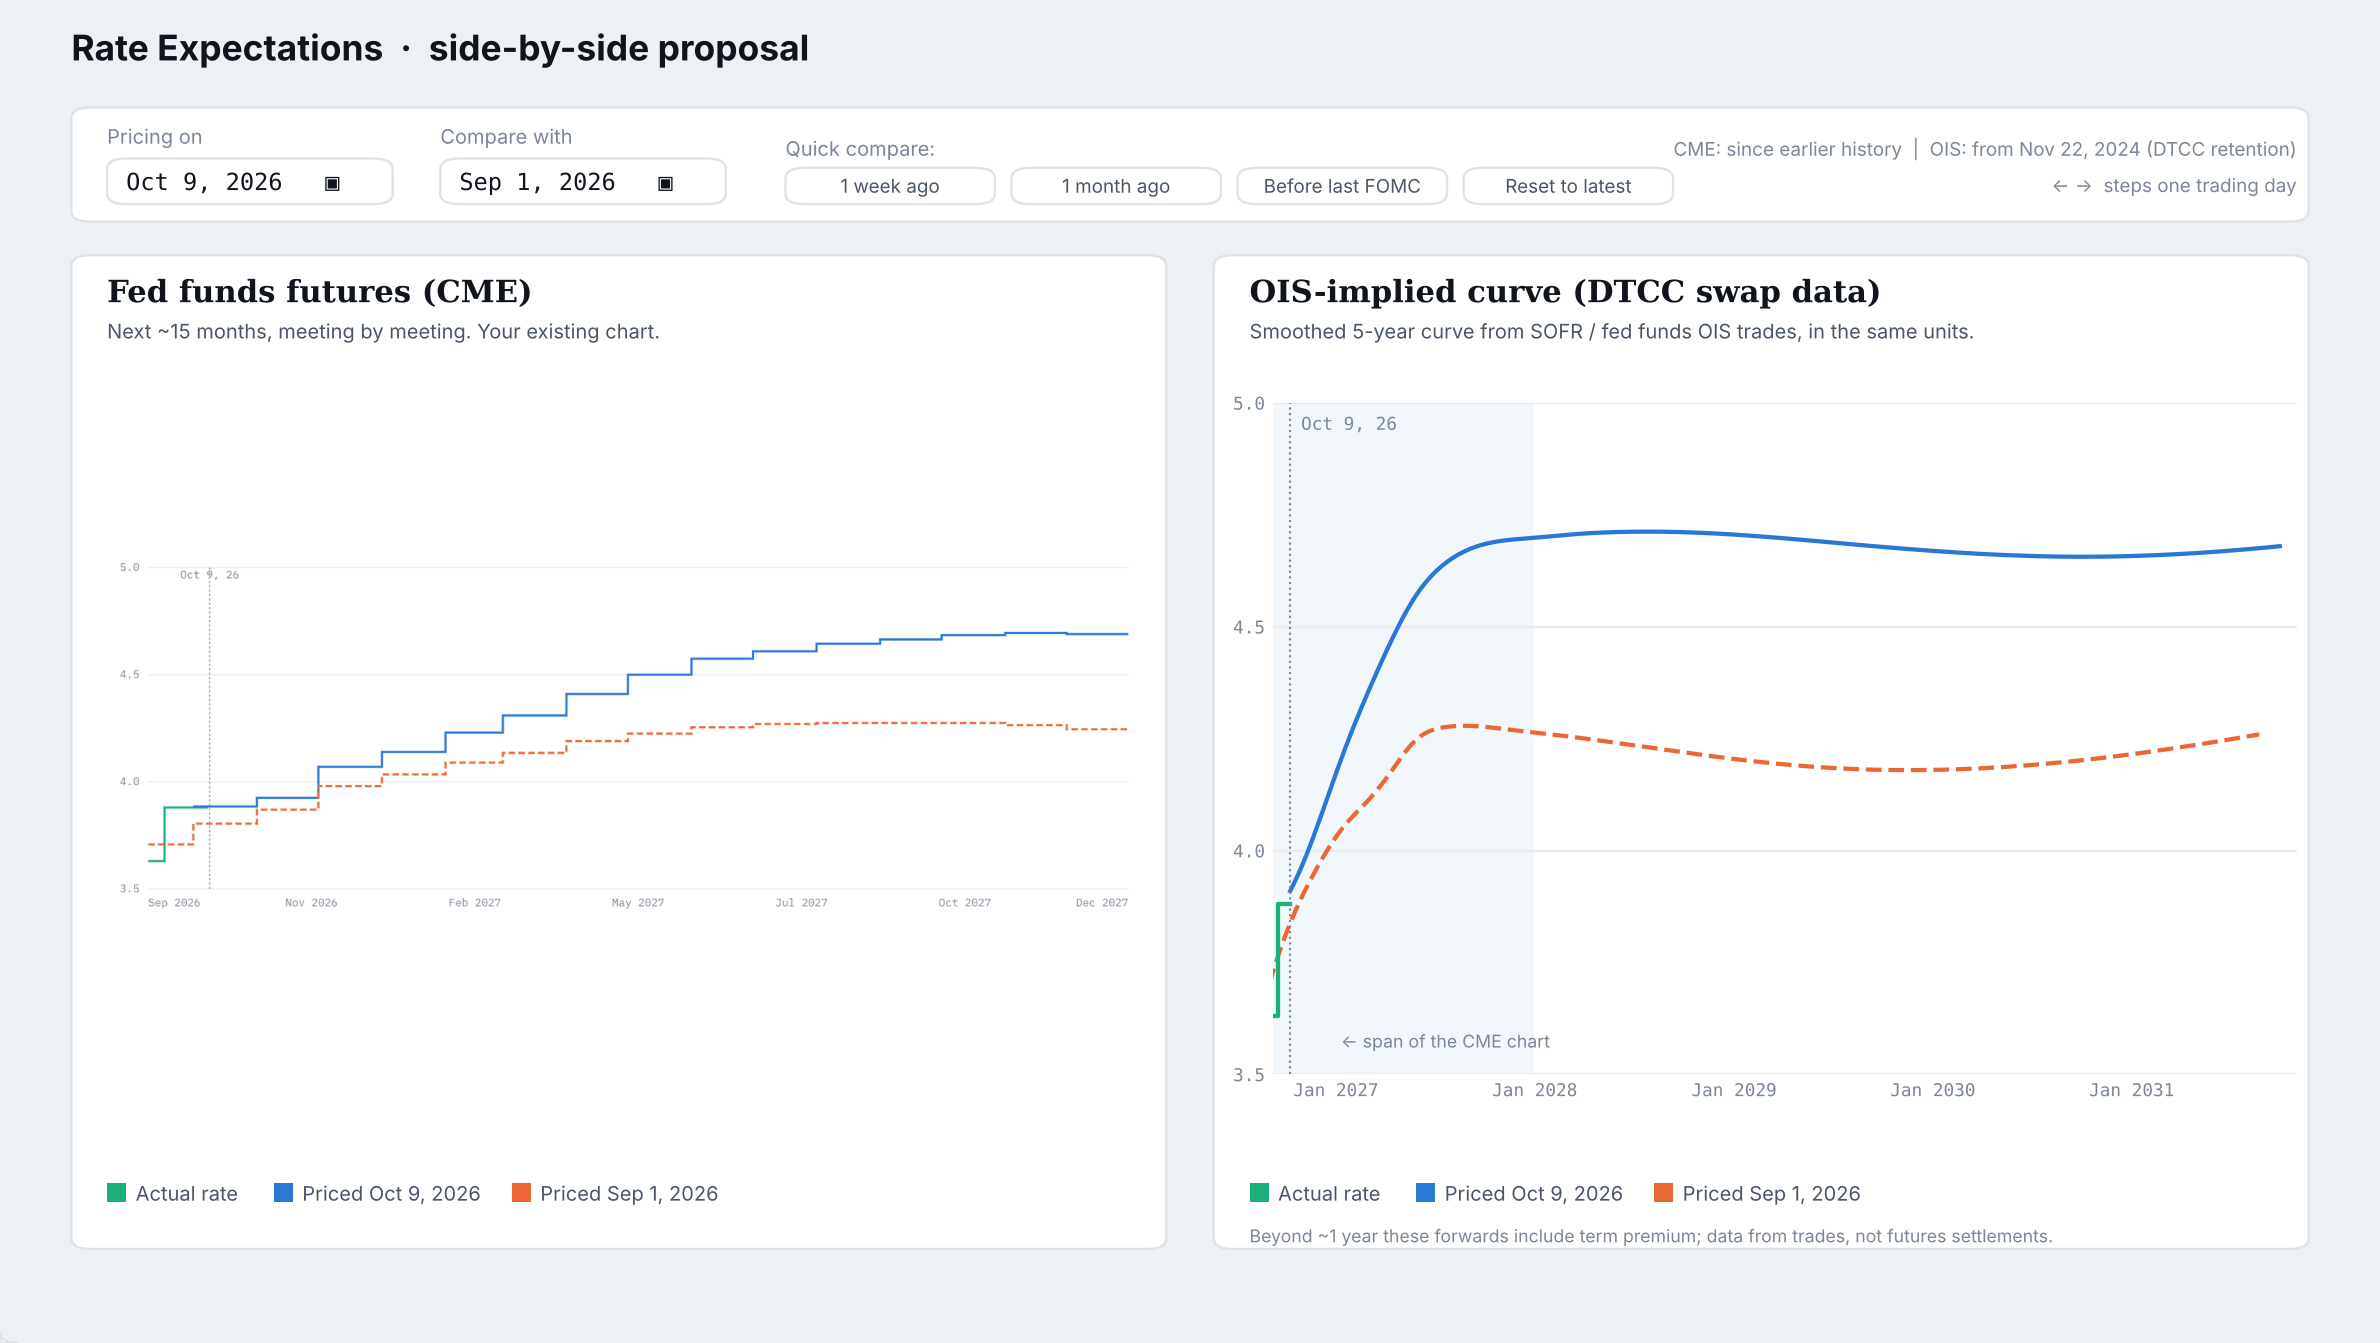 Rate Expectations · side-by-side proposal
Pricing on
Oct 9, 2026
Compare with
Sep 1, 2026
Quick compare:
1 week ago
1 month ago
Before last FOMC
Reset to latest
CME: since earlier history | OIS: from Nov 22, 2024 (DTCC retention)
← → steps one trading day
Fed funds futures (CME)
Next ~15 months, meeting by meeting. Your existing chart.
5.0
Oct 9, 26
4.5
4.0
3.5
Sep 2026 Nov 2026 Feb 2027 May 2027 Jul 2027 Oct 2027 Dec 2027
Actual rate Priced Oct 9, 2026 Priced Sep 1, 2026
OIS-implied curve (DTCC swap data)
Smoothed 5-year curve from SOFR / fed funds OIS trades, in the same units.
5.0
Oct 9, 26
4.5
4.0
← span of the CME chart
3.5
Jan 2027 Jan 2028 Jan 2029 Jan 2030 Jan 2031
Actual rate Priced Oct 9, 2026 Priced Sep 1, 2026
Beyond ~1 year these forwards include term premium; data from trades, not futures settlements.